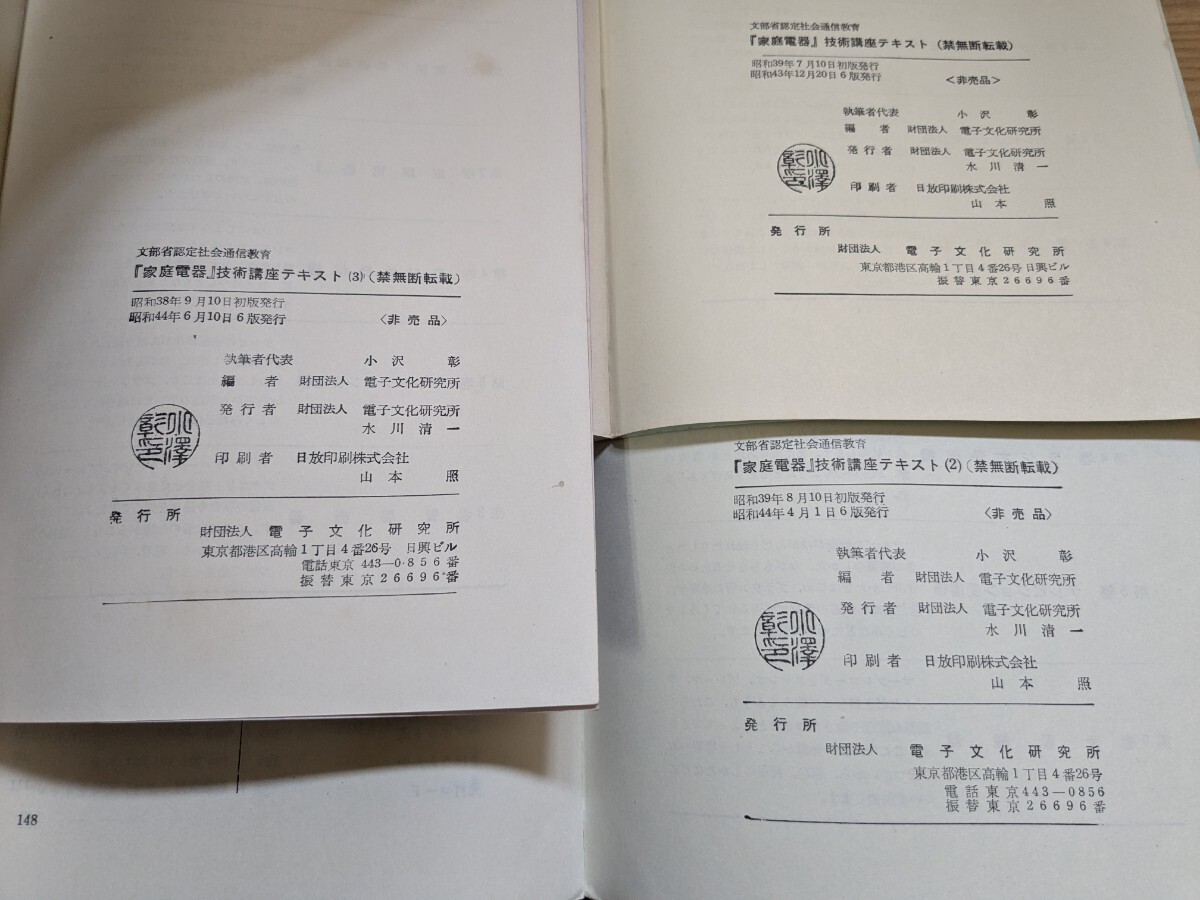 文部省認定社会通信教育
『家庭電器』技術講座テキスト(3)(禁無断転載)
昭和38年9月10日初版発行
昭和44年6月10日6版発行 〈非売品〉
執筆者代表 小沢 彰
編者 財団法人 電子文化研究所
発行者 財団法人 電子文化研究所
水川清一
印刷者 日放印刷株式会社
山本 照
小澤彰印
発行所
財団法人 電子文化研究所
東京都港区高輪1丁目4番26号 日興ビル
電話東京 443―0856番
振替東京26696番
148
文部省認定社会通信教育
『家庭電器』技術講座テキスト(禁無断転載)
昭和39年7月10日初版発行
昭和43年12月20日6版発行 〈非売品〉
執筆者代表 小沢 彰
編者 財団法人 電子文化研究所
発行者 財団法人 電子文化研究所
水川清一
印刷者 日放印刷株式会社
山本 照
小澤彰印
発行所
財団法人 電子文化研究所
東京都港区高輪1丁目4番26号日興ビル
振替東京26696番
文部省認定社会通信教育
『家庭電器』技術講座テキスト(2)(禁無断転載)
昭和39年8月10日初版発行
昭和44年4月1日6版発行 〈非売品〉
執筆者代表 小沢 彰
編者 財団法人 電子文化研究所
発行者 財団法人 電子文化研究所
水川清一
印刷者 日放印刷株式会社
山本 照
小澤彰印
発行所
財団法人 電子文化研究所
東京都港区高輪1丁目4番26号
電話東京443―0856
振替東京26696番